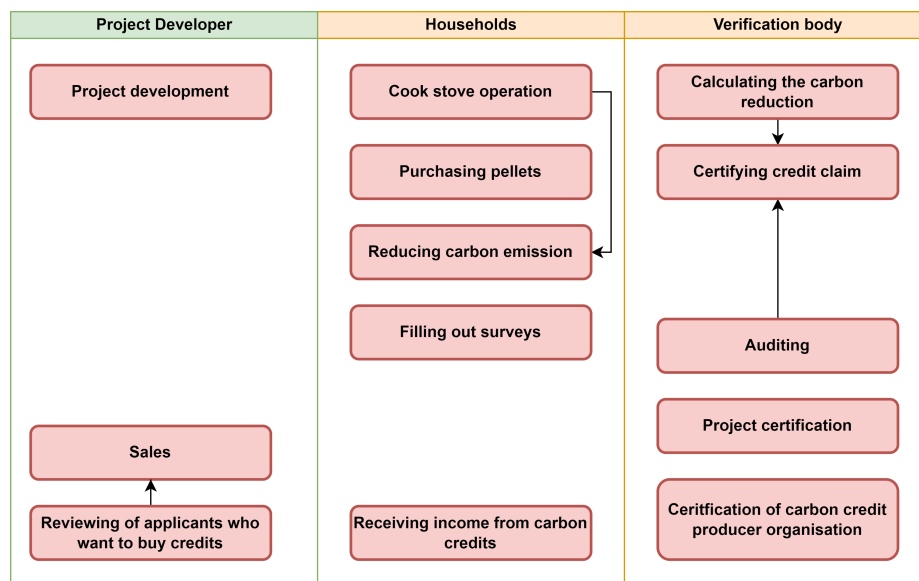 Project Developer
Households
Verification body
Project development
Sales
Reviewing of applicants who
want to buy credits
Cook stove operation
Purchasing pellets
Reducing carbon emission
Filling out surveys
Receiving income from carbon
credits
Calculating the carbon
reduction
Certifying credit claim
Auditing
Project certification
Ceritfication of carbon credit
producer organisation